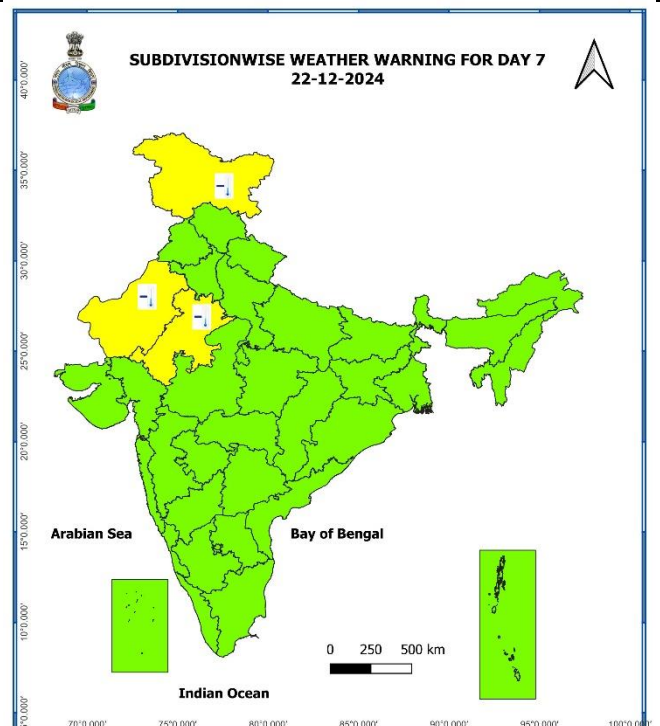 SUBDIVISIONWISE WEATHER WARNING FOR DAY 7
22-12-2024
40°0.000'
35°0.000'
30°0.000'
25°0.000'
20°0.000'
15°0.000'
10°0.000'
Arabian Sea
Bay of Bengal
0 250 500 km
Indian Ocean
70°0.000' 75°0.000' 80°0.000' 85°0.000' 90°0.000' 95°0.000' 100°0.000'